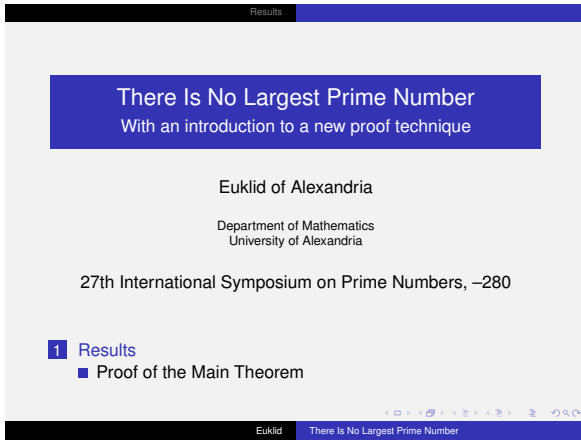 Results
There Is No Largest Prime Number
With an introduction to a new proof technique
Euklid of Alexandria
Department of Mathematics
University of Alexandria
27th International Symposium on Prime Numbers, –280
1 Results
Proof of the Main Theorem
Euklid There Is No Largest Prime Number